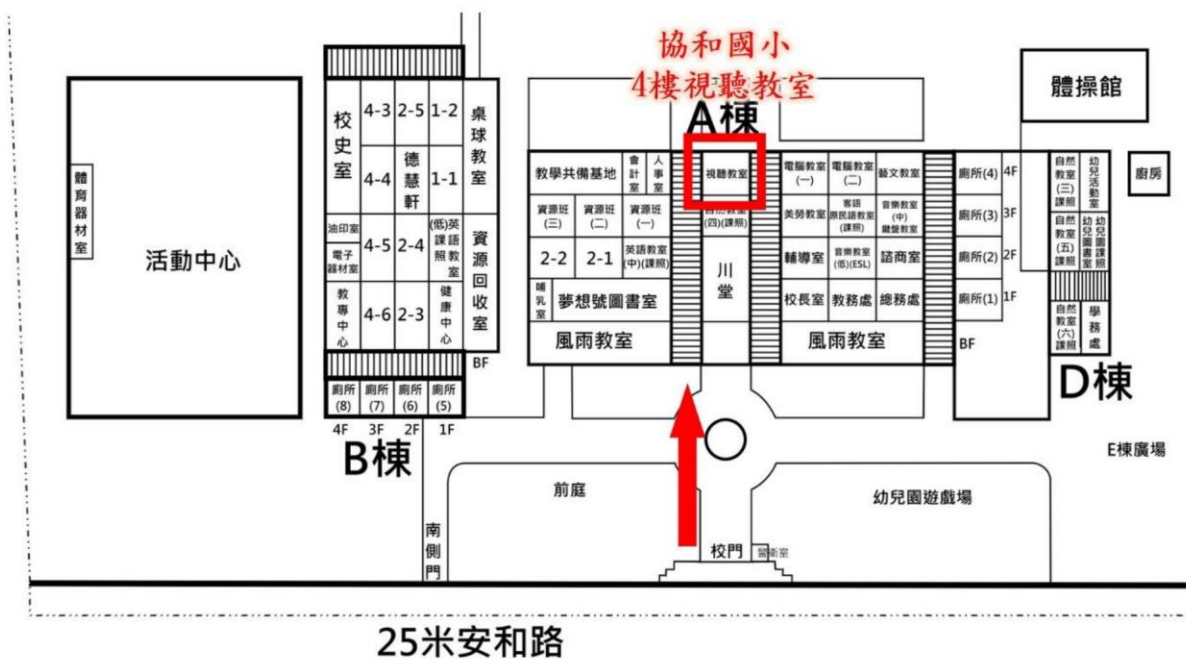 協和國小
4樓視聽教室
A棟
體操館
體育器材室
活動中心
校史室
4-3
2-5
1-2
桌球教室
4-4
德慧軒
1-1
油印室
電子
器材室
4-5
2-4
(低)課照
英語教室
資源回收室
教專中心
4-6
2-3
健康中心
BF
廁所
(8)
廁所
(7)
廁所
(6)
廁所
(5)
4F
3F
2F
1F
B棟
教學共備基地
會計室
人事室
視聽教室
電腦教室
(一)
電腦教室
(二)
藝文教室
廁所(4)
4F
資源班
(三)
資源班
(二)
資源班
(一)
自然教室
(四)(課照)
美勞教室
客語
原民語教室
(課照)
音樂教室
(中)
鍵盤教室
廁所(3)
3F
2-2
2-1
英語教室
(中)(課照)
川堂
輔導室
音樂教室
(低)(ESL)
諮商室
廁所(2)
2F
哺乳室
夢想號圖書室
校長室
教務處
總務處
廁所(1)
1F
風雨教室
風雨教室
BF
自然教室(三)課照
幼兒活動室
廚房
自然教室(五)課照
幼兒圖書室
幼兒園課照
自然教室(六)課照
學務處
D棟
E棟廣場
前庭
幼兒園遊戲場
南側門
校門
警衛室
25米安和路